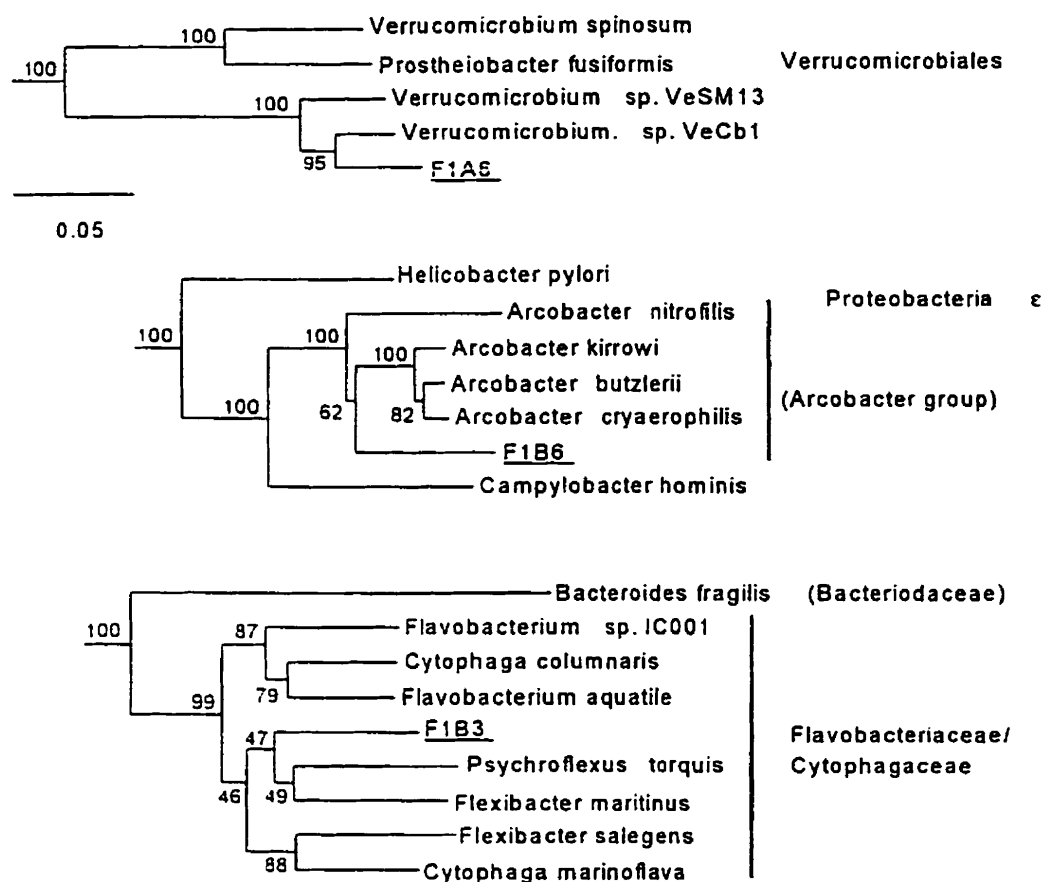 Verrucomicrobium spinosum
100
Prostheiobacter fusiformis
Verrucomicrobiales
100
Verrucomicrobium sp. VeSM13
100
Verrucomicrobium. sp. VeCb1
95
F1A6
0.05
Helicobacter pylori
Proteobacteria ε
Arcobacter nitrofilis
100
100
Arcobacter kirrowi
100
Arcobacter butzlerii
(Arcobacter group)
100
62
82
Arcobacter cryaerophilis
F1B6
Campylobacter hominis
Bacteroides fragilis (Bacteriodaceae)
100
87
Flavobacterium sp. IC001
Cytophaga columnaris
99
79
Flavobacterium aquatile
47
F1B3
Flavobacteriaceae/
Cytophagaceae
Psychroflexus torquis
46
49
Flexibacter maritinus
Flexibacter salegens
88
Cytophaga marinoflava